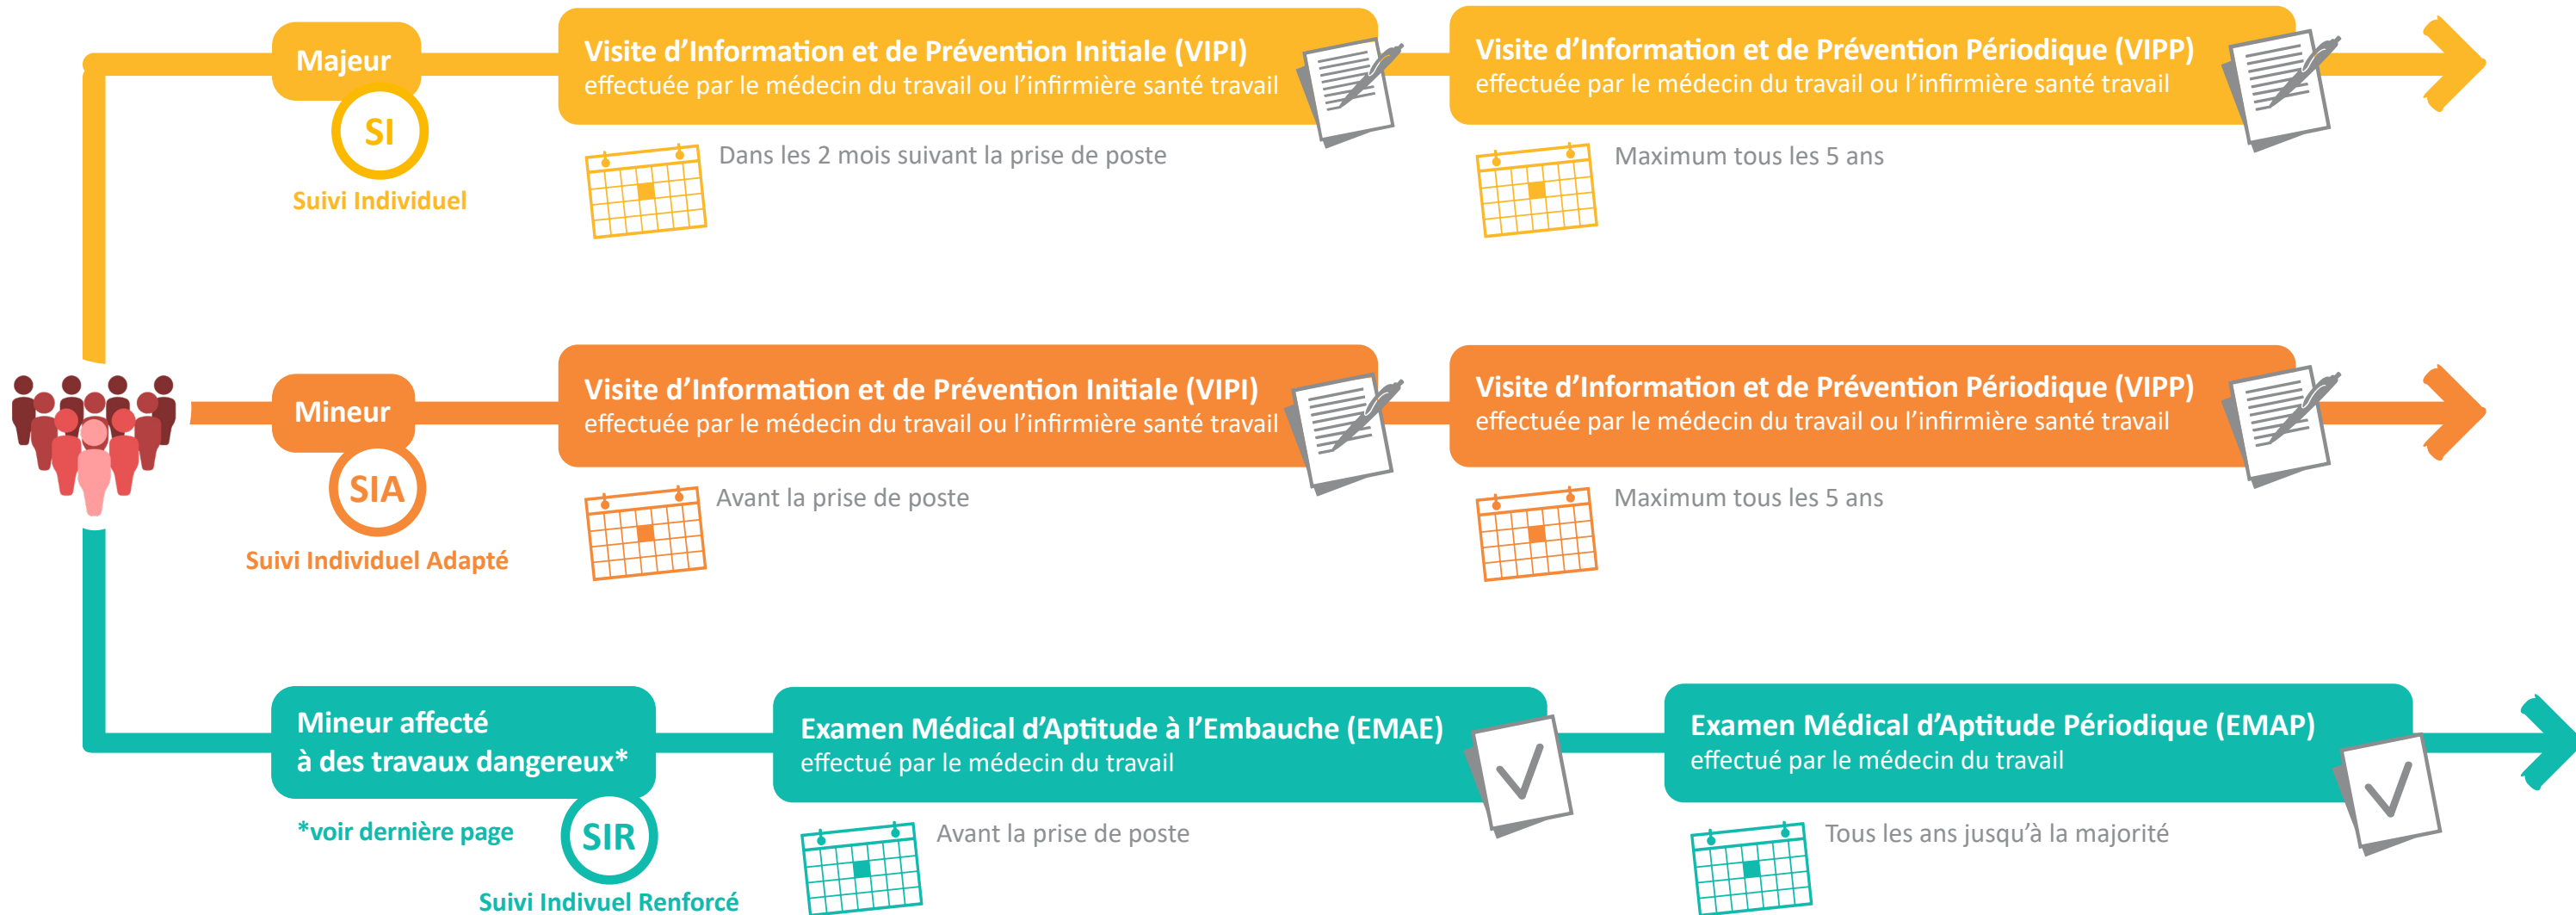 Majeur
SI
Suivi Individuel
Visite d’Information et de Prévention Initiale (VIPI)
effectuée par le médecin du travail ou l’infirmière santé travail
Dans les 2 mois suivant la prise de poste
Visite d’Information et de Prévention Périodique (VIPP)
effectuée par le médecin du travail ou l’infirmière santé travail
Maximum tous les 5 ans
Mineur
SIA
Suivi Individuel Adapté
Visite d’Information et de Prévention Initiale (VIPI)
effectuée par le médecin du travail ou l’infirmière santé travail
Avant la prise de poste
Visite d’Information et de Prévention Périodique (VIPP)
effectuée par le médecin du travail ou l’infirmière santé travail
Maximum tous les 5 ans
Mineur affecté
à des travaux dangereux*
*voir dernière page
SIR
Suivi Indivuel Renforcé
Examen Médical d’Aptitude à l’Embauche (EMAE)
effectué par le médecin du travail
Avant la prise de poste
Examen Médical d’Aptitude Périodique (EMAP)
effectué par le médecin du travail
Tous les ans jusqu’à la majorité